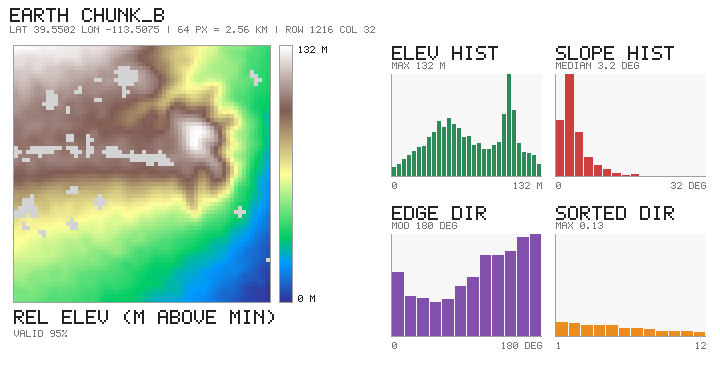 EARTH CHUNK_B
LAT 39.5502 LON -113.5075 | 64 PX = 2.56 KM | ROW 1216 COL 32
132 M
0 M
REL ELEV (M ABOVE MIN)
VALID 95%
ELEV HIST
MAX 132 M
0 132 M
SLOPE HIST
MEDIAN 3.2 DEG
0 32 DEG
EDGE DIR
MOD 180 DEG
0 180 DEG
SORTED DIR
MAX 0.13
1 12